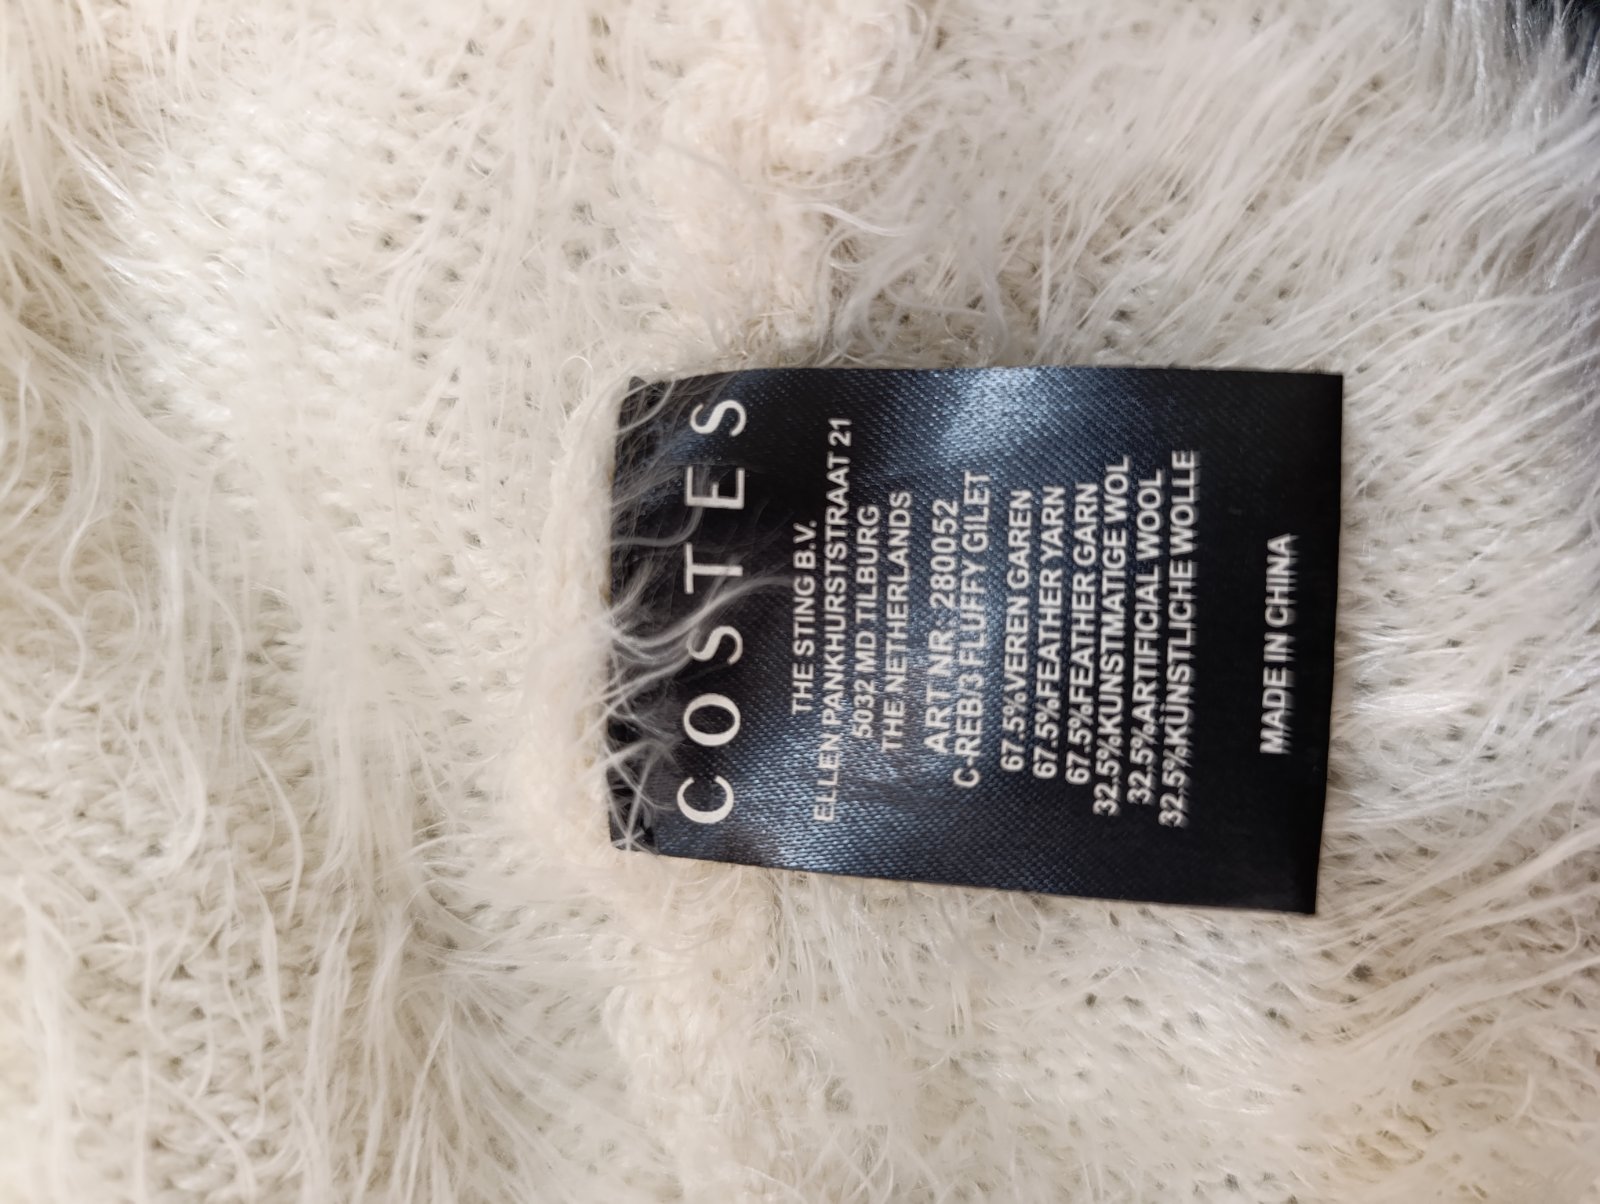 COSTES
THE STING B.V.
ELLEN PANKHURSTSTRAAT 21
5032 MD TILBURG
THE NETHERLANDS
ART NR: 280052
C-REB/3 FLUFFY GILET
67.5%VEREN GAREN
67.5%FEATHER YARN
67.5%FEATHER GARN
32.5%KUNSTMATIGE WOL
32.5%ARTIFICIAL WOOL
32.5%KÜNSTLICHE WOLLE
MADE IN CHINA